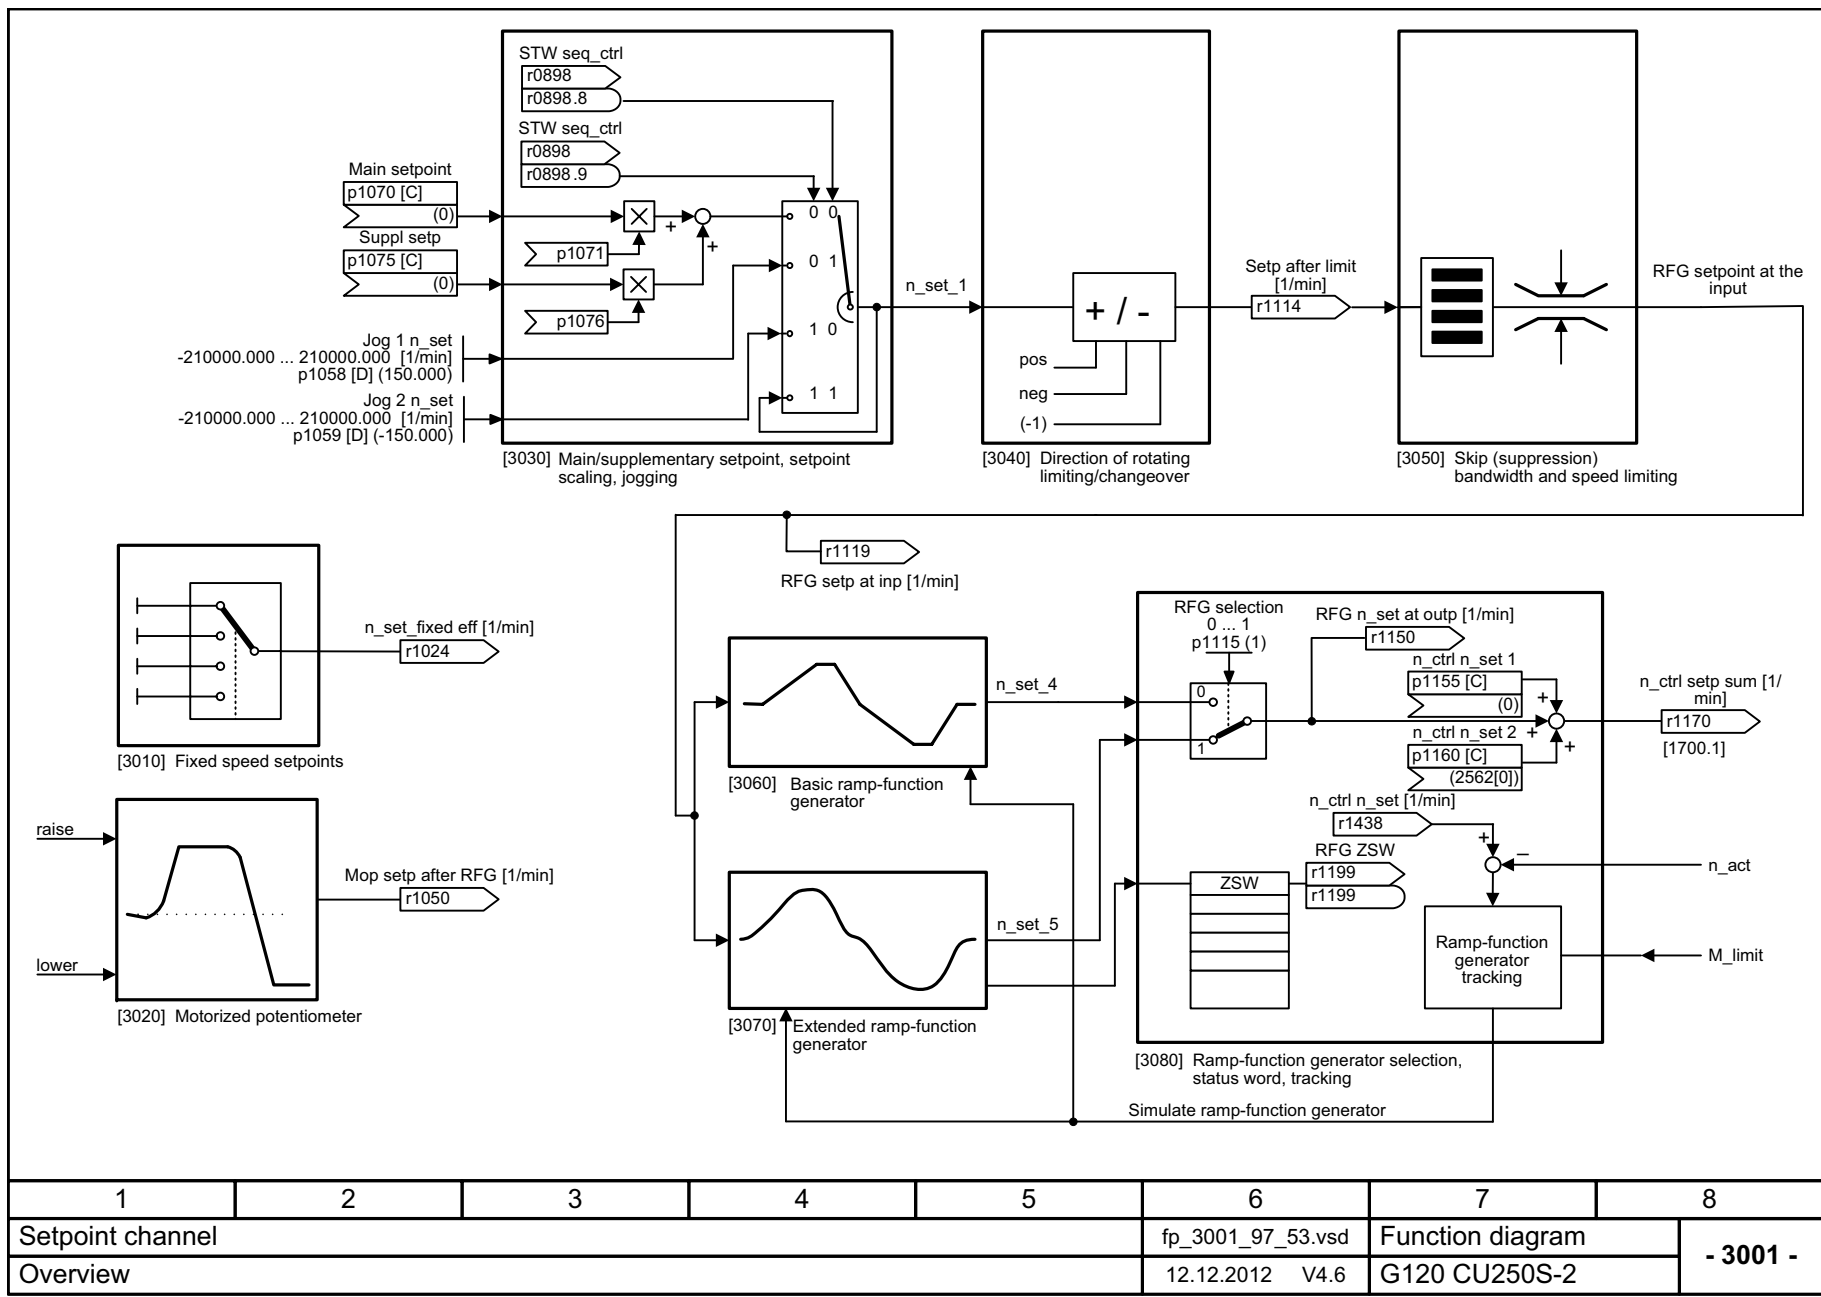 STW seq_ctrl
r0898
r0898.8
STW seq_ctrl
r0898
r0898.9
Main setpoint
p1070 [C]
(0)
Suppl setp
p1075 [C]
(0)
p1071
p1076
+
+
0 0
0 1
1 0
1 1
Jog 1 n_set
-210000.000 ... 210000.000 [1/min]
p1058 [D] (150.000)
Jog 2 n_set
-210000.000 ... 210000.000 [1/min]
p1059 [D] (-150.000)
[3030] Main/supplementary setpoint, setpoint
scaling, jogging
n_set_1
+ / -
pos
neg
(-1)
[3040] Direction of rotating
limiting/changeover
Setp after limit
[1/min]
r1114
[3050] Skip (suppression)
bandwidth and speed limiting
RFG setpoint at the
input
r1119
RFG setp at inp [1/min]
n_set_fixed eff [1/min]
r1024
[3010] Fixed speed setpoints
raise
lower
Mop setp after RFG [1/min]
r1050
[3020] Motorized potentiometer
n_set_4
[3060] Basic ramp-function
generator
n_set_5
[3070] Extended ramp-function
generator
RFG selection
0 ... 1
p1115 (1)
0
1
RFG n_set at outp [1/min]
r1150
n_ctrl n_set 1
p1155 [C]
(0)
+
+
+
n_ctrl n_set 2
p1160 [C]
(2562[0])
n_ctrl setp sum [1/
min]
r1170
[1700.1]
n_ctrl n_set [1/min]
r1438
+
–
n_act
RFG ZSW
r1199
r1199
ZSW
Ramp-function
generator
tracking
M_limit
[3080] Ramp-function generator selection,
status word, tracking
Simulate ramp-function generator
1 2 3 4 5 6 7 8
Setpoint channel
fp_3001_97_53.vsd
Function diagram
- 3001 -
Overview
12.12.2012 V4.6
G120 CU250S-2